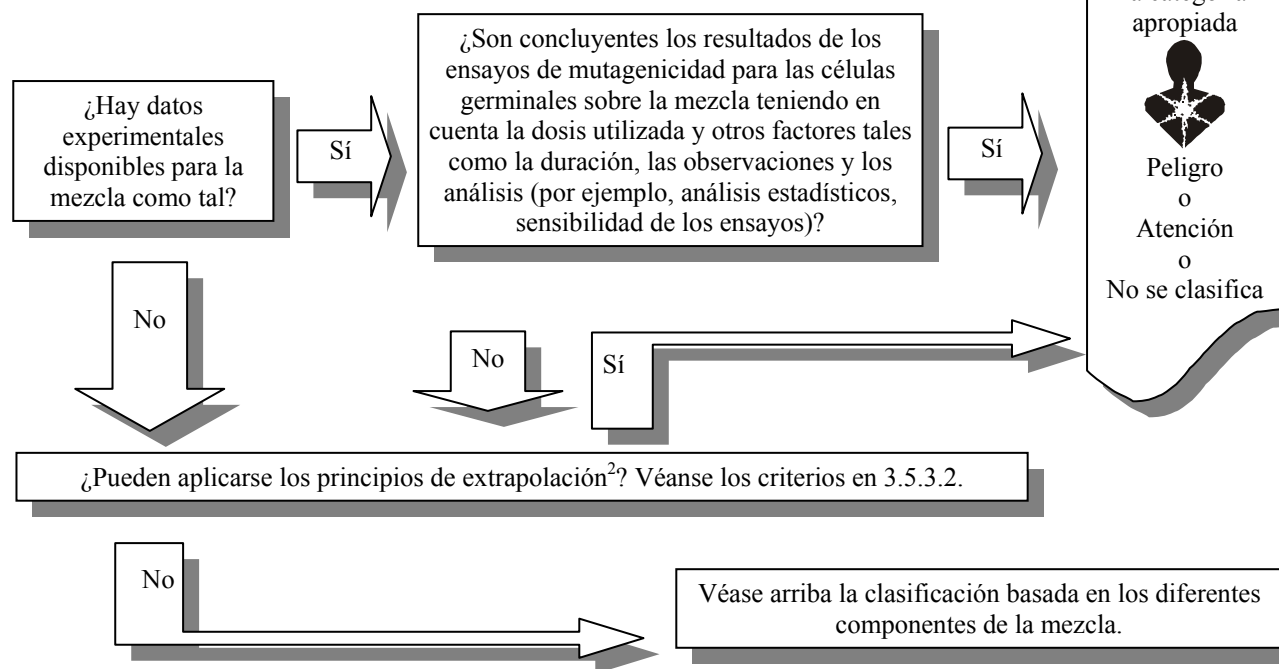 ¿Hay datos
experimentales
disponibles para la
mezcla como tal?
Sí
¿Son concluyentes los resultados de los
ensayos de mutagenicidad para las células
germinales sobre la mezcla teniendo en
cuenta la dosis utilizada y otros factores tales
como la duración, las observaciones y los
análisis (por ejemplo, análisis estadísticos,
sensibilidad de los ensayos)?
Sí
apropiada
Peligro
o
Atención
o
No se clasifica
No
No
Sí
¿Pueden aplicarse los principios de extrapolación²? Véanse los criterios en 3.5.3.2.
No
Véase arriba la clasificación basada en los diferentes
componentes de la mezcla.